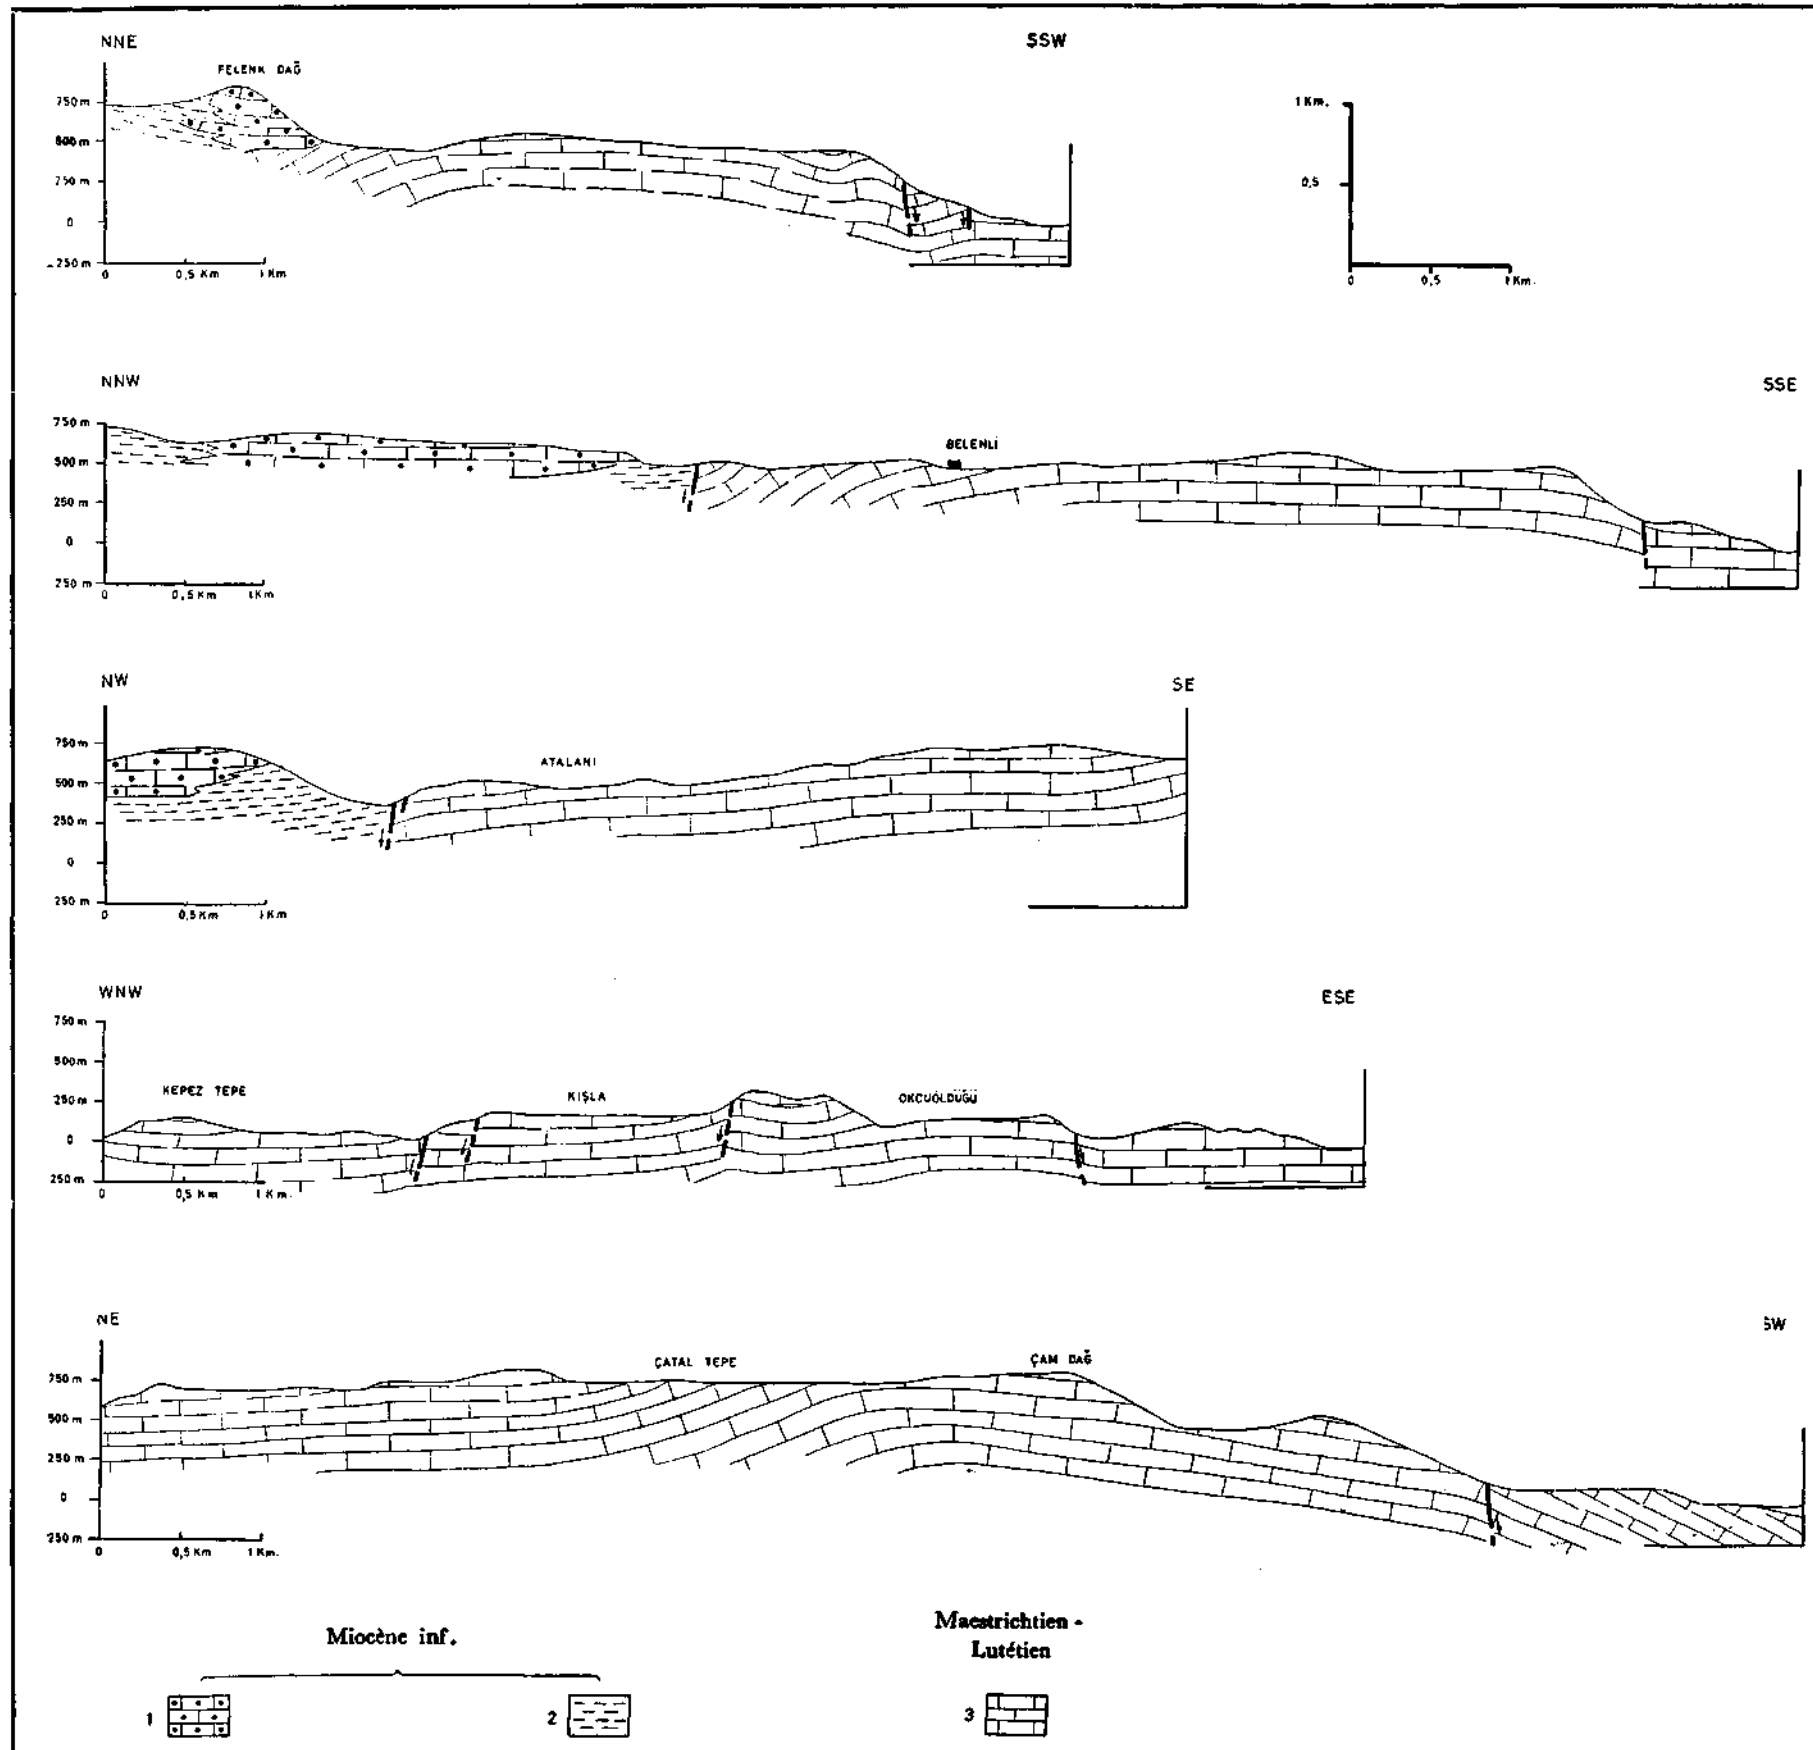 NNE SSW
FELENK DAĞ
750 m
500 m
250 m
0
-250 m
0 0,5 Km 1 Km
1 Km.
0,5
0 0,5 1 Km.
NNW SSE
BELENLİ
750 m
500 m
250 m
0
250 m
0 0,5 Km 1 Km
NW SE
ATALANI
750 m
500 m
250 m
0
250 m
0 0,5 Km 1 Km
WNW ESE
750 m
500 m
250 m
0
250 m
KEPEZ TEPE KIŞLA OKCUÖLDÜĞÜ
0 0,5 Km 1 Km.
NE SW
ÇATAL TEPE ÇAM DAĞ
750 m
500 m
250 m
0
250 m
0 0,5 Km 1 Km.
Miocène inf.
Maestrichtien -
Lutétien
1 2 3